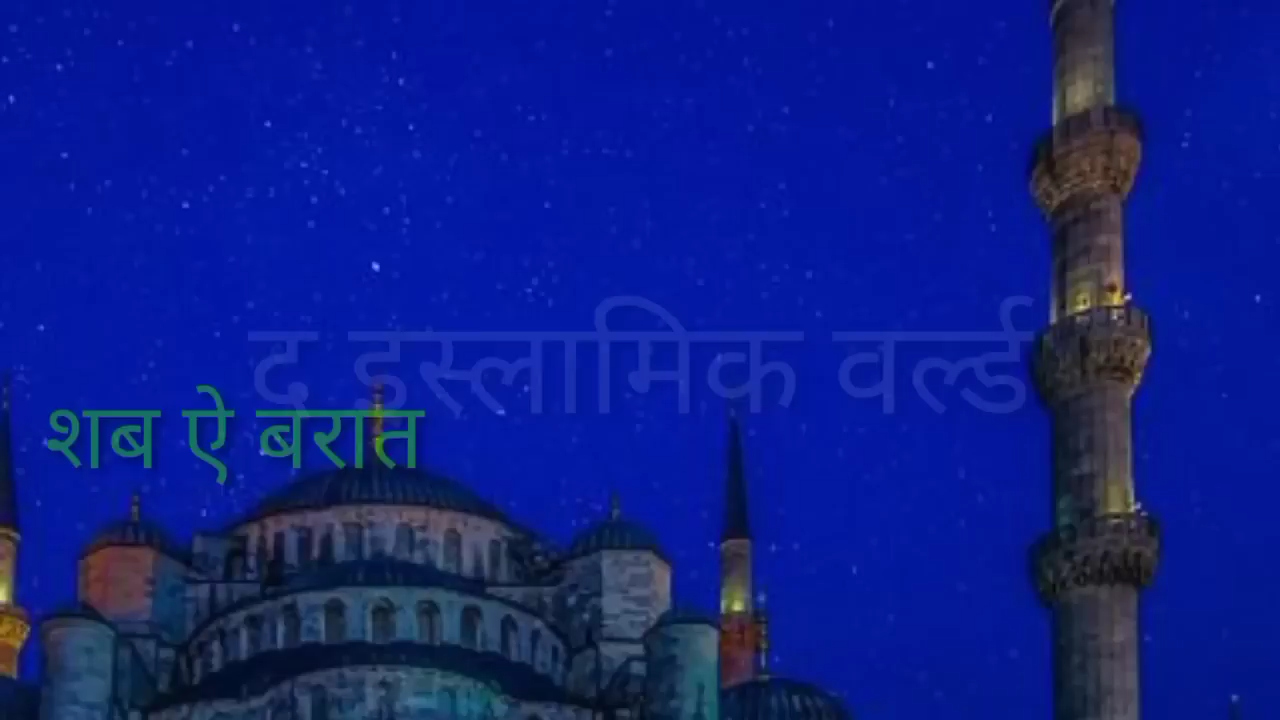 द इस्लामिक वर्ल्ड
शब ऐ बरात